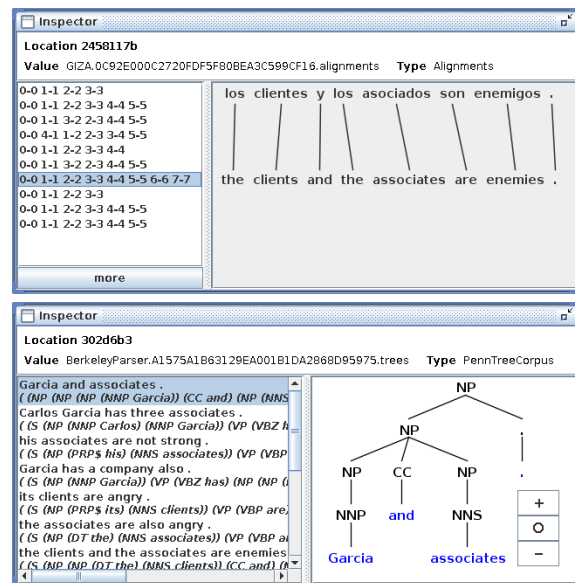 Inspector
Location 2458117b
Value GIZA.0C92E000C2720FDF5F80BEA3C599CF16.alignments Type Alignments
0-0 1-1 2-2 3-3
0-0 1-1 2-2 3-3 4-4 5-5
0-0 1-1 3-2 2-3 4-4 5-5
0-0 4-1 1-2 2-3 3-4 5-5
0-0 1-1 2-2 3-3 4-4
0-0 1-1 3-2 2-3 4-4 5-5
0-0 1-1 2-2 3-3 4-4 5-5 6-6 7-7
0-0 1-1 2-2 3-3
0-0 1-1 2-2 3-3 4-4 5-5
0-0 1-1 2-2 3-3 4-4 5-5
more
los clientes y los asociados son enemigos .
the clients and the associates are enemies .
Inspector
Location 302d6b3
Value BerkeleyParser.A1575A1B63129EA001B1DA2868D95975.trees Type PennTreeCorpus
Garcia and associates .
( (NP (NP (NP (NNP Garcia)) (CC and) (NP (NNS
Carlos Garcia has three associates .
( (S (NP (NNP Carlos) (NNP Garcia)) (VP (VBZ h
his associates are not strong .
( (S (NP (PRP$ his) (NNS associates)) (VP (VBP
Garcia has a company also .
( (S (NP (NNP Garcia)) (VP (VBZ has) (NP (NP (
its clients are angry .
( (S (NP (PRP$ its) (NNS clients)) (VP (VBP are)
the associates are also angry .
( (S (NP (DT the) (NNS associates)) (VP (VBP a
the clients and the associates are enemies
( (S (NP (NP (DT the) (NNS clients)) (CC and) (N
NP
NP .
NP CC NP .
NNP and NNS
Garcia associates
+
O
−